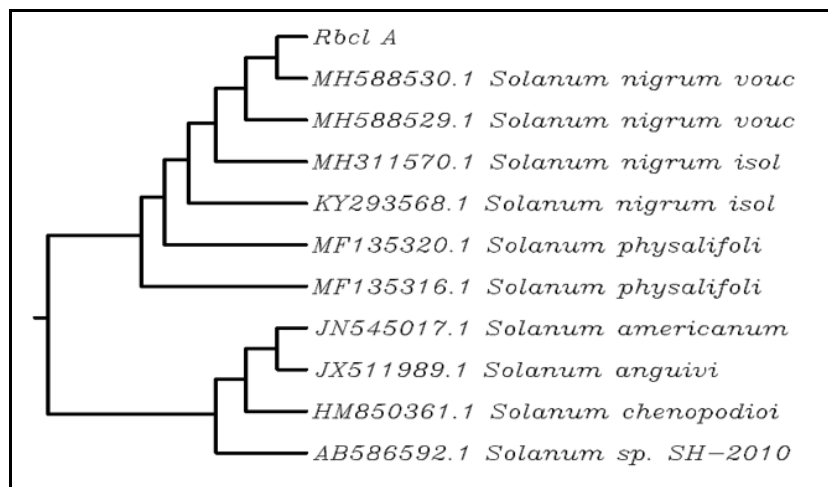 Rbcl A
MH588530.1 Solanum nigrum vouc
MH588529.1 Solanum nigrum vouc
MH311570.1 Solanum nigrum isol
KY293568.1 Solanum nigrum isol
MF135320.1 Solanum physalifoli
MF135316.1 Solanum physalifoli
JN545017.1 Solanum americanum
JX511989.1 Solanum anguivi
HM850361.1 Solanum chenopodioi
AB586592.1 Solanum sp. SH-2010